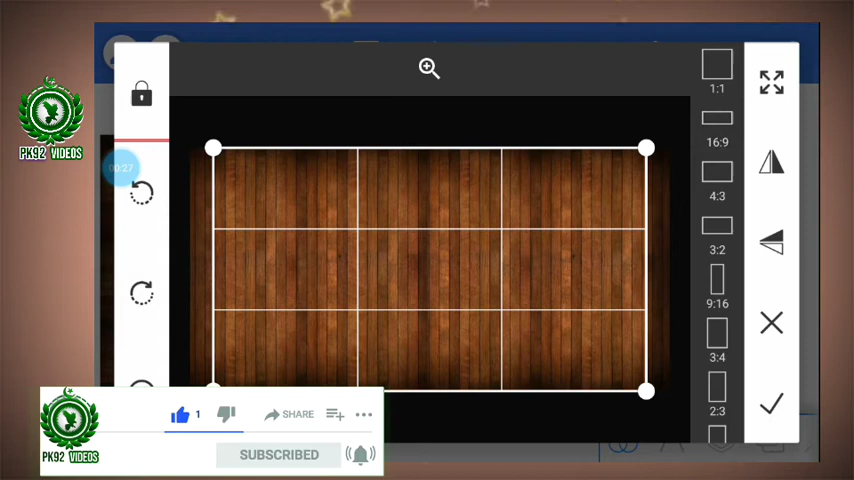 PK92 VIDEOS
00:27
1:1
16:9
4:3
3:2
9:16
3:4
2:3
1
SHARE
PK92 VIDEOS
SUBSCRIBED